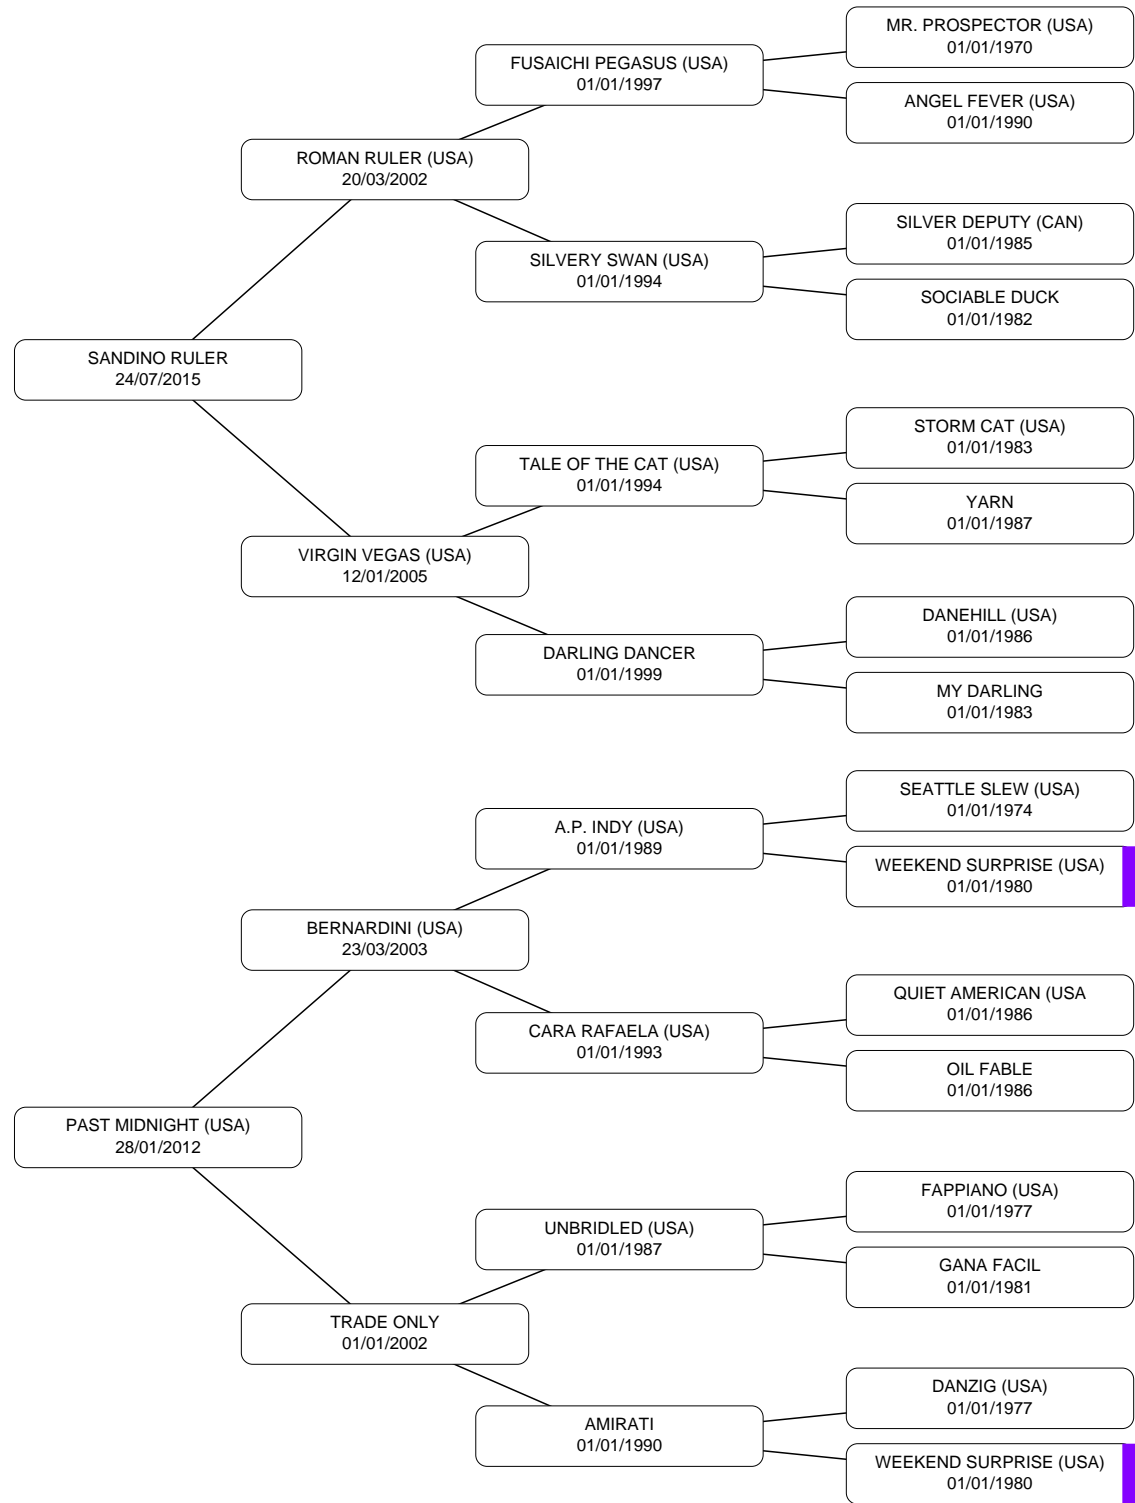 MR. PROSPECTOR (USA)
01/01/1970
FUSAICHI PEGASUS (USA)
01/01/1997
ANGEL FEVER (USA)
01/01/1990
ROMAN RULER (USA)
20/03/2002
SILVER DEPUTY (CAN)
01/01/1985
SILVERY SWAN (USA)
01/01/1994
SOCIABLE DUCK
01/01/1982
SANDINO RULER
24/07/2015
STORM CAT (USA)
01/01/1983
TALE OF THE CAT (USA)
01/01/1994
YARN
01/01/1987
VIRGIN VEGAS (USA)
12/01/2005
DANEHILL (USA)
01/01/1986
DARLING DANCER
01/01/1999
MY DARLING
01/01/1983
SEATTLE SLEW (USA)
01/01/1974
A.P. INDY (USA)
01/01/1989
WEEKEND SURPRISE (USA)
01/01/1980
BERNARDINI (USA)
23/03/2003
QUIET AMERICAN (USA
01/01/1986
CARA RAFAELA (USA)
01/01/1993
OIL FABLE
01/01/1986
PAST MIDNIGHT (USA)
28/01/2012
FAPPIANO (USA)
01/01/1977
UNBRIDLED (USA)
01/01/1987
GANA FACIL
01/01/1981
TRADE ONLY
01/01/2002
DANZIG (USA)
01/01/1977
AMIRATI
01/01/1990
WEEKEND SURPRISE (USA)
01/01/1980